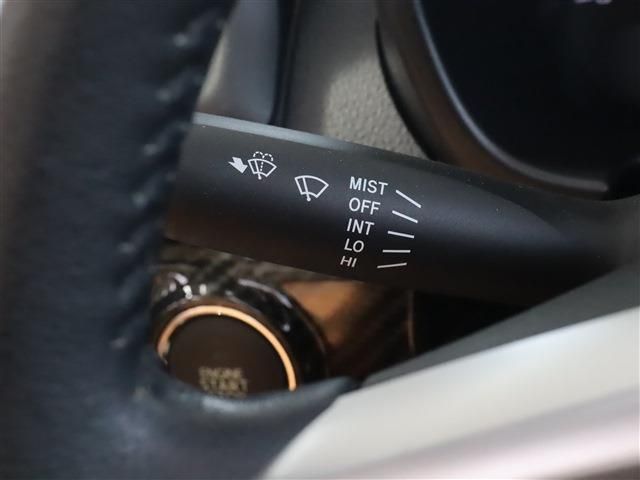 MIST
OFF
INT
LO
HI
ENGINE
START